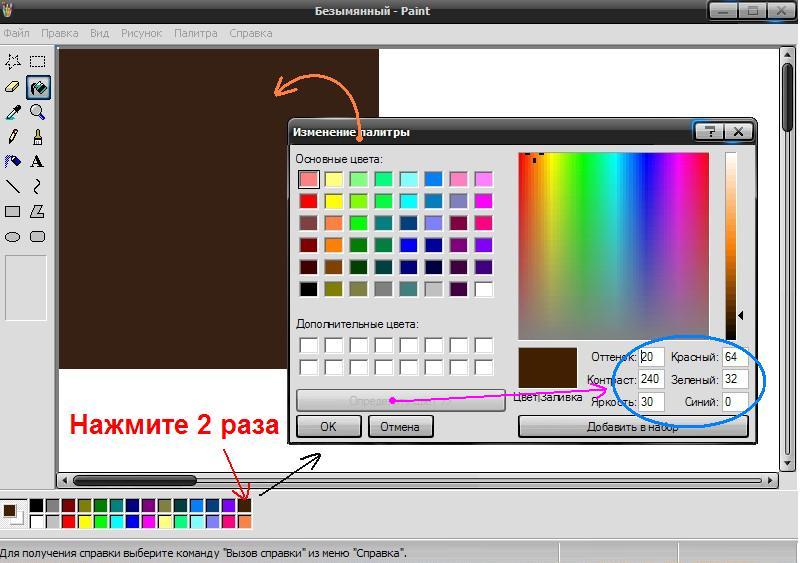 Безымянный - Paint
Файл Правка Вид Рисунок Палитра Справка
Изменение палитры
Основные цвета:
Дополнительные цвета:
Оттенок: 20 Красный: 64
Контраст: 240 Зеленый: 32
Цвет|Заливка
Яркость: 30 Синий: 0
OK Отмена Добавить в набор
Нажмите 2 раза
Для получения справки выберите команду "Вызов справки" из меню "Справка".